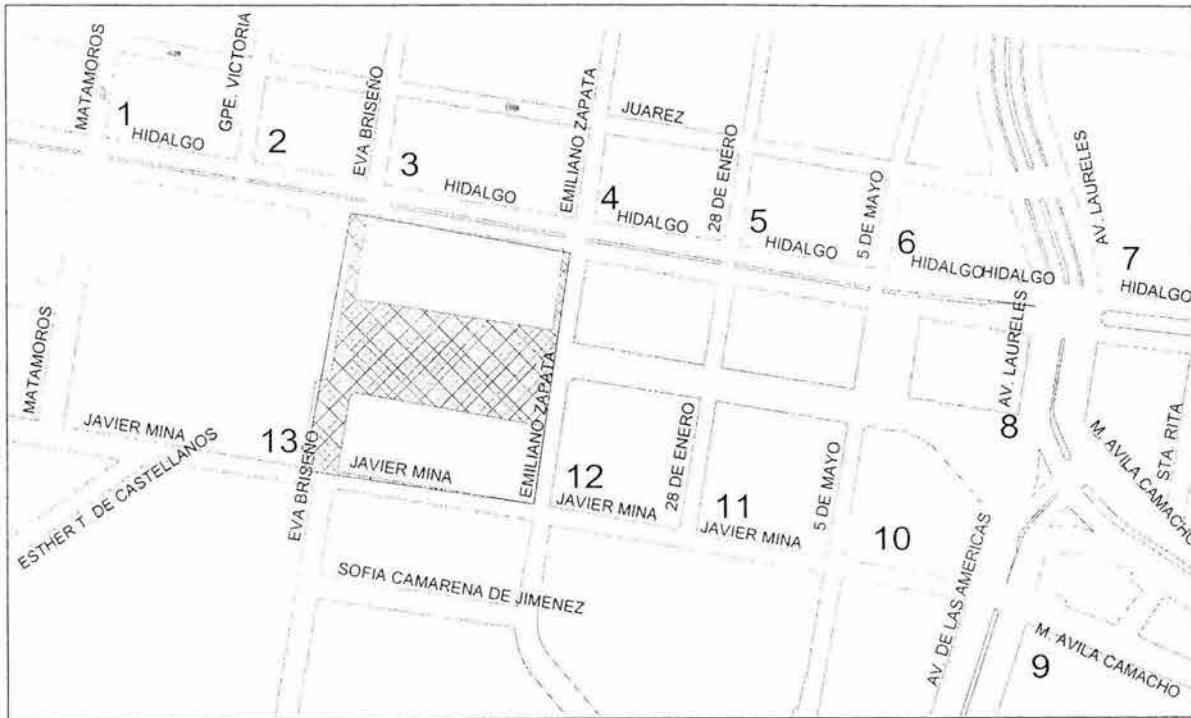 MATAMOROS
GPE. VICTORIA
EVA BRISEÑO
EMILIANO ZAPATA
JUAREZ
28 DE ENERO
5 DE MAYO
AV. LAURELES
1
HIDALGO
2
3
HIDALGO
4
HIDALGO
5
HIDALGO
6
HIDALGO
HIDALGO
7
HIDALGO
MATAMOROS
JAVIER MINA
ESTHER T. DE CASTELLANOS
13
EVA BRISEÑO
JAVIER MINA
EMILIANO ZAPATA
12
JAVIER MINA
28 DE ENERO
11
JAVIER MINA
5 DE MAYO
10
AV. LAURELES
8
M. AVILA CAMACHO
STA. RITA
AV. DE LAS AMERICAS
SOFIA CAMARENA DE JIMENEZ
9
M. AVILA CAMACHO